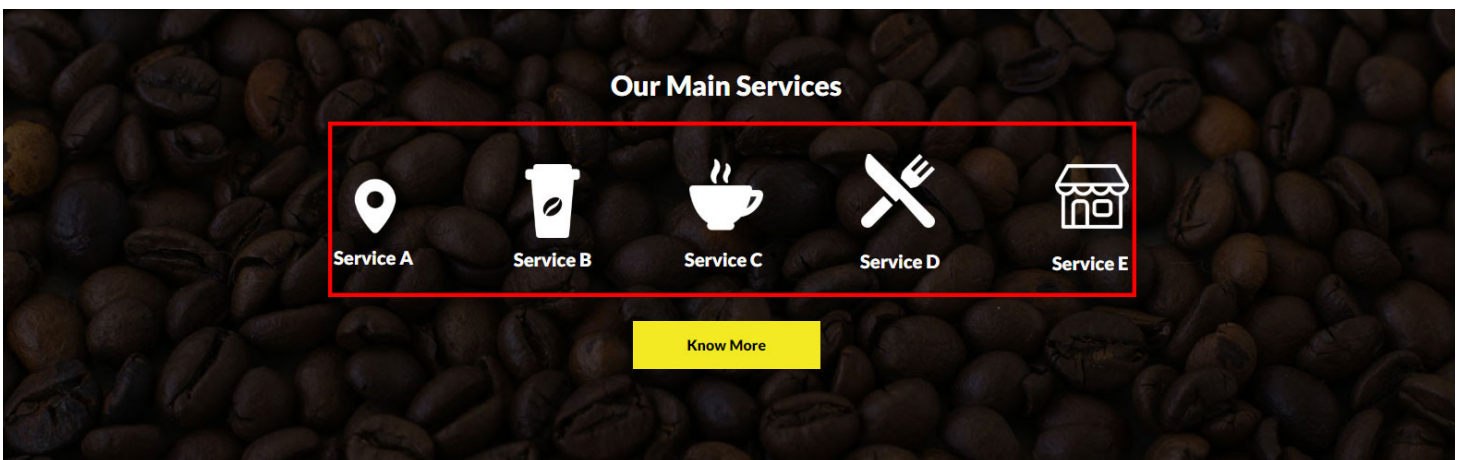 Our Main Services
Service A
Service B
Service C
Service D
Service E
Know More